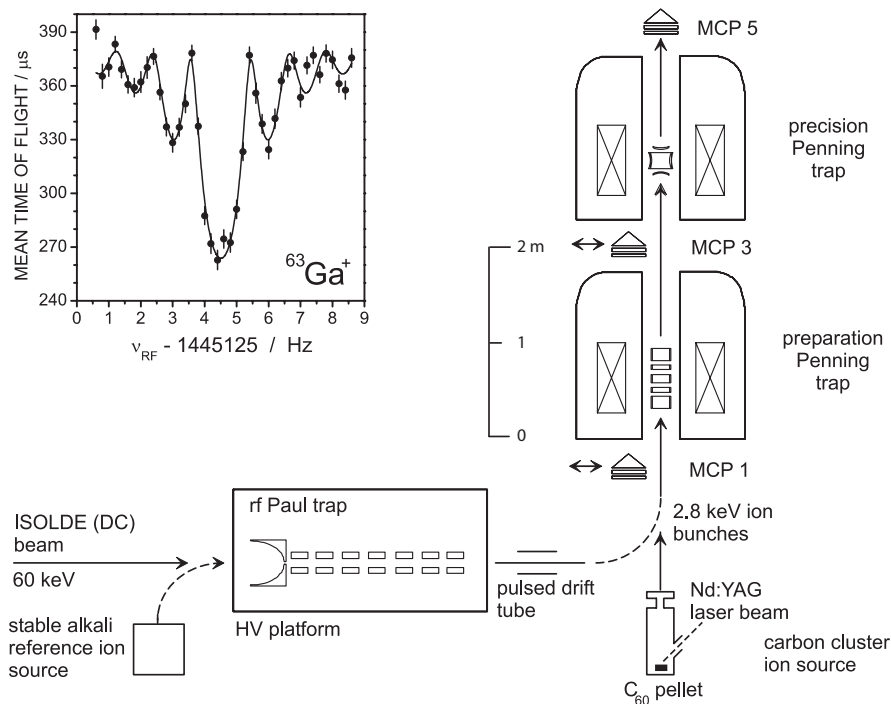 MEAN TIME OF FLIGHT / μs
390
360
330
300
270
240
0 1 2 3 4 5 6 7 8 9
ν_RF - 1445125 / Hz
⁶³Ga⁺
MCP 5
precision
Penning
trap
2 m
MCP 3
1
preparation
Penning
trap
0
MCP 1
ISOLDE (DC)
beam
60 keV
rf Paul trap
HV platform
stable alkali
reference ion
source
pulsed drift
tube
2.8 keV ion
bunches
Nd:YAG
laser beam
carbon cluster
ion source
C₆₀ pellet